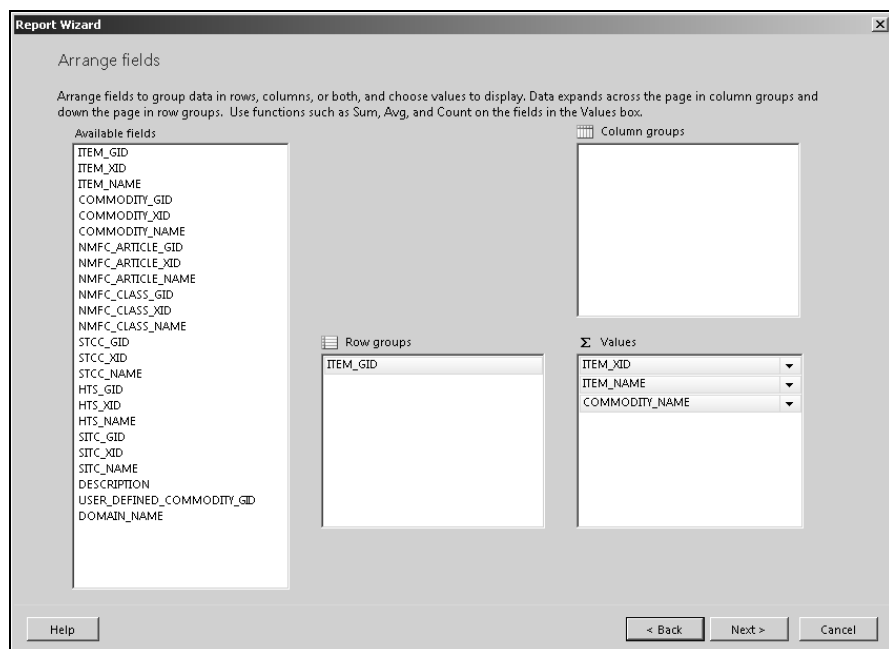 Report Wizard
Arrange fields
Arrange fields to group data in rows, columns, or both, and choose values to display. Data expands across the page in column groups and
down the page in row groups. Use functions such as Sum, Avg, and Count on the fields in the Values box.
Available fields
ITEM_GID
ITEM_XID
ITEM_NAME
COMMODITY_GID
COMMODITY_XID
COMMODITY_NAME
NMFC_ARTICLE_GID
NMFC_ARTICLE_XID
NMFC_ARTICLE_NAME
NMFC_CLASS_GID
NMFC_CLASS_XID
NMFC_CLASS_NAME
STCC_GID
STCC_XID
STCC_NAME
HTS_GID
HTS_XID
HTS_NAME
SITC_GID
SITC_XID
SITC_NAME
DESCRIPTION
USER_DEFINED_COMMODITY_GID
DOMAIN_NAME
Column groups
Row groups
ITEM_GID
Σ Values
ITEM_XID
ITEM_NAME
COMMODITY_NAME
Help
< Back
Next >
Cancel